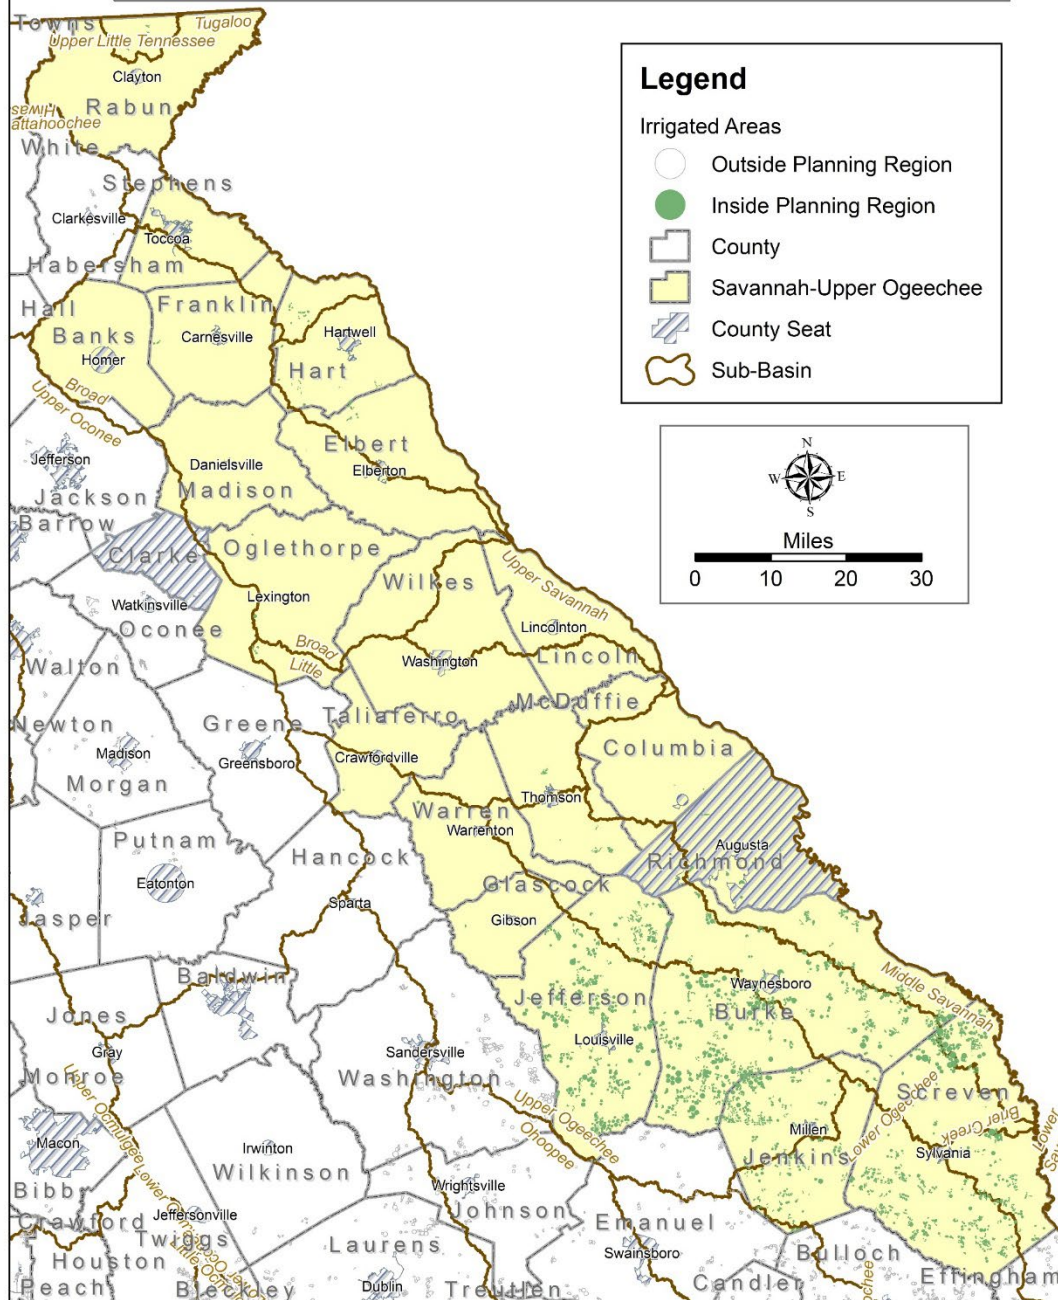 Towns
Tugaloo
Upper Little Tennessee
Clayton
Rabun
Hiwas
attahoochee
White
Stephens
Clarkesville
Toccoa
Habersham
Hall
Franklin
Banks
Carnesville
Hartwell
Homer
Hart
Broad
Upper Oconee
Elbert
Jefferson
Danielsville
Elberton
Jackson
Madison
Barrow
Clarke
Oglethorpe
Wilkes
Upper Savannah
Lexington
Watkinsville
Oconee
Lincolnton
Broad
Little
Washington
Lincoln
Walton
McDuffie
Newton
Greene
Taliaferro
Columbia
Madison
Greensboro
Crawfordville
Morgan
Thomson
Warren
Warrenton
Putnam
Augusta
Hancock
Richmond
Eatonton
Glascock
Sparta
Gibson
Jasper
Baldwin
Middle Savannah
Waynesboro
Jefferson
Burke
Jones
Louisville
Gray
Sandersville
Monroe
Washington
Screven
Upper Ocmulgee
Upper Ogeechee
Lower Ogeechee
Brier Creek
Lower
Macon
Ohoopee
Millen
Irwinton
Jenkins
Sylvania
Wilkinson
Lower Oconee
Bibb
Wrightsville
Jeffersonville
Crawford
Johnson
Emanuel
Twiggs
Laurens
Swainsboro
Bulloch
Houston
Effingham
Peach
Bleckley
Dublin
Treutlen
Candler
Legend
Irrigated Areas
Outside Planning Region
Inside Planning Region
County
Savannah-Upper Ogeechee
County Seat
Sub-Basin
N
W
E
S
Miles
0 10 20 30